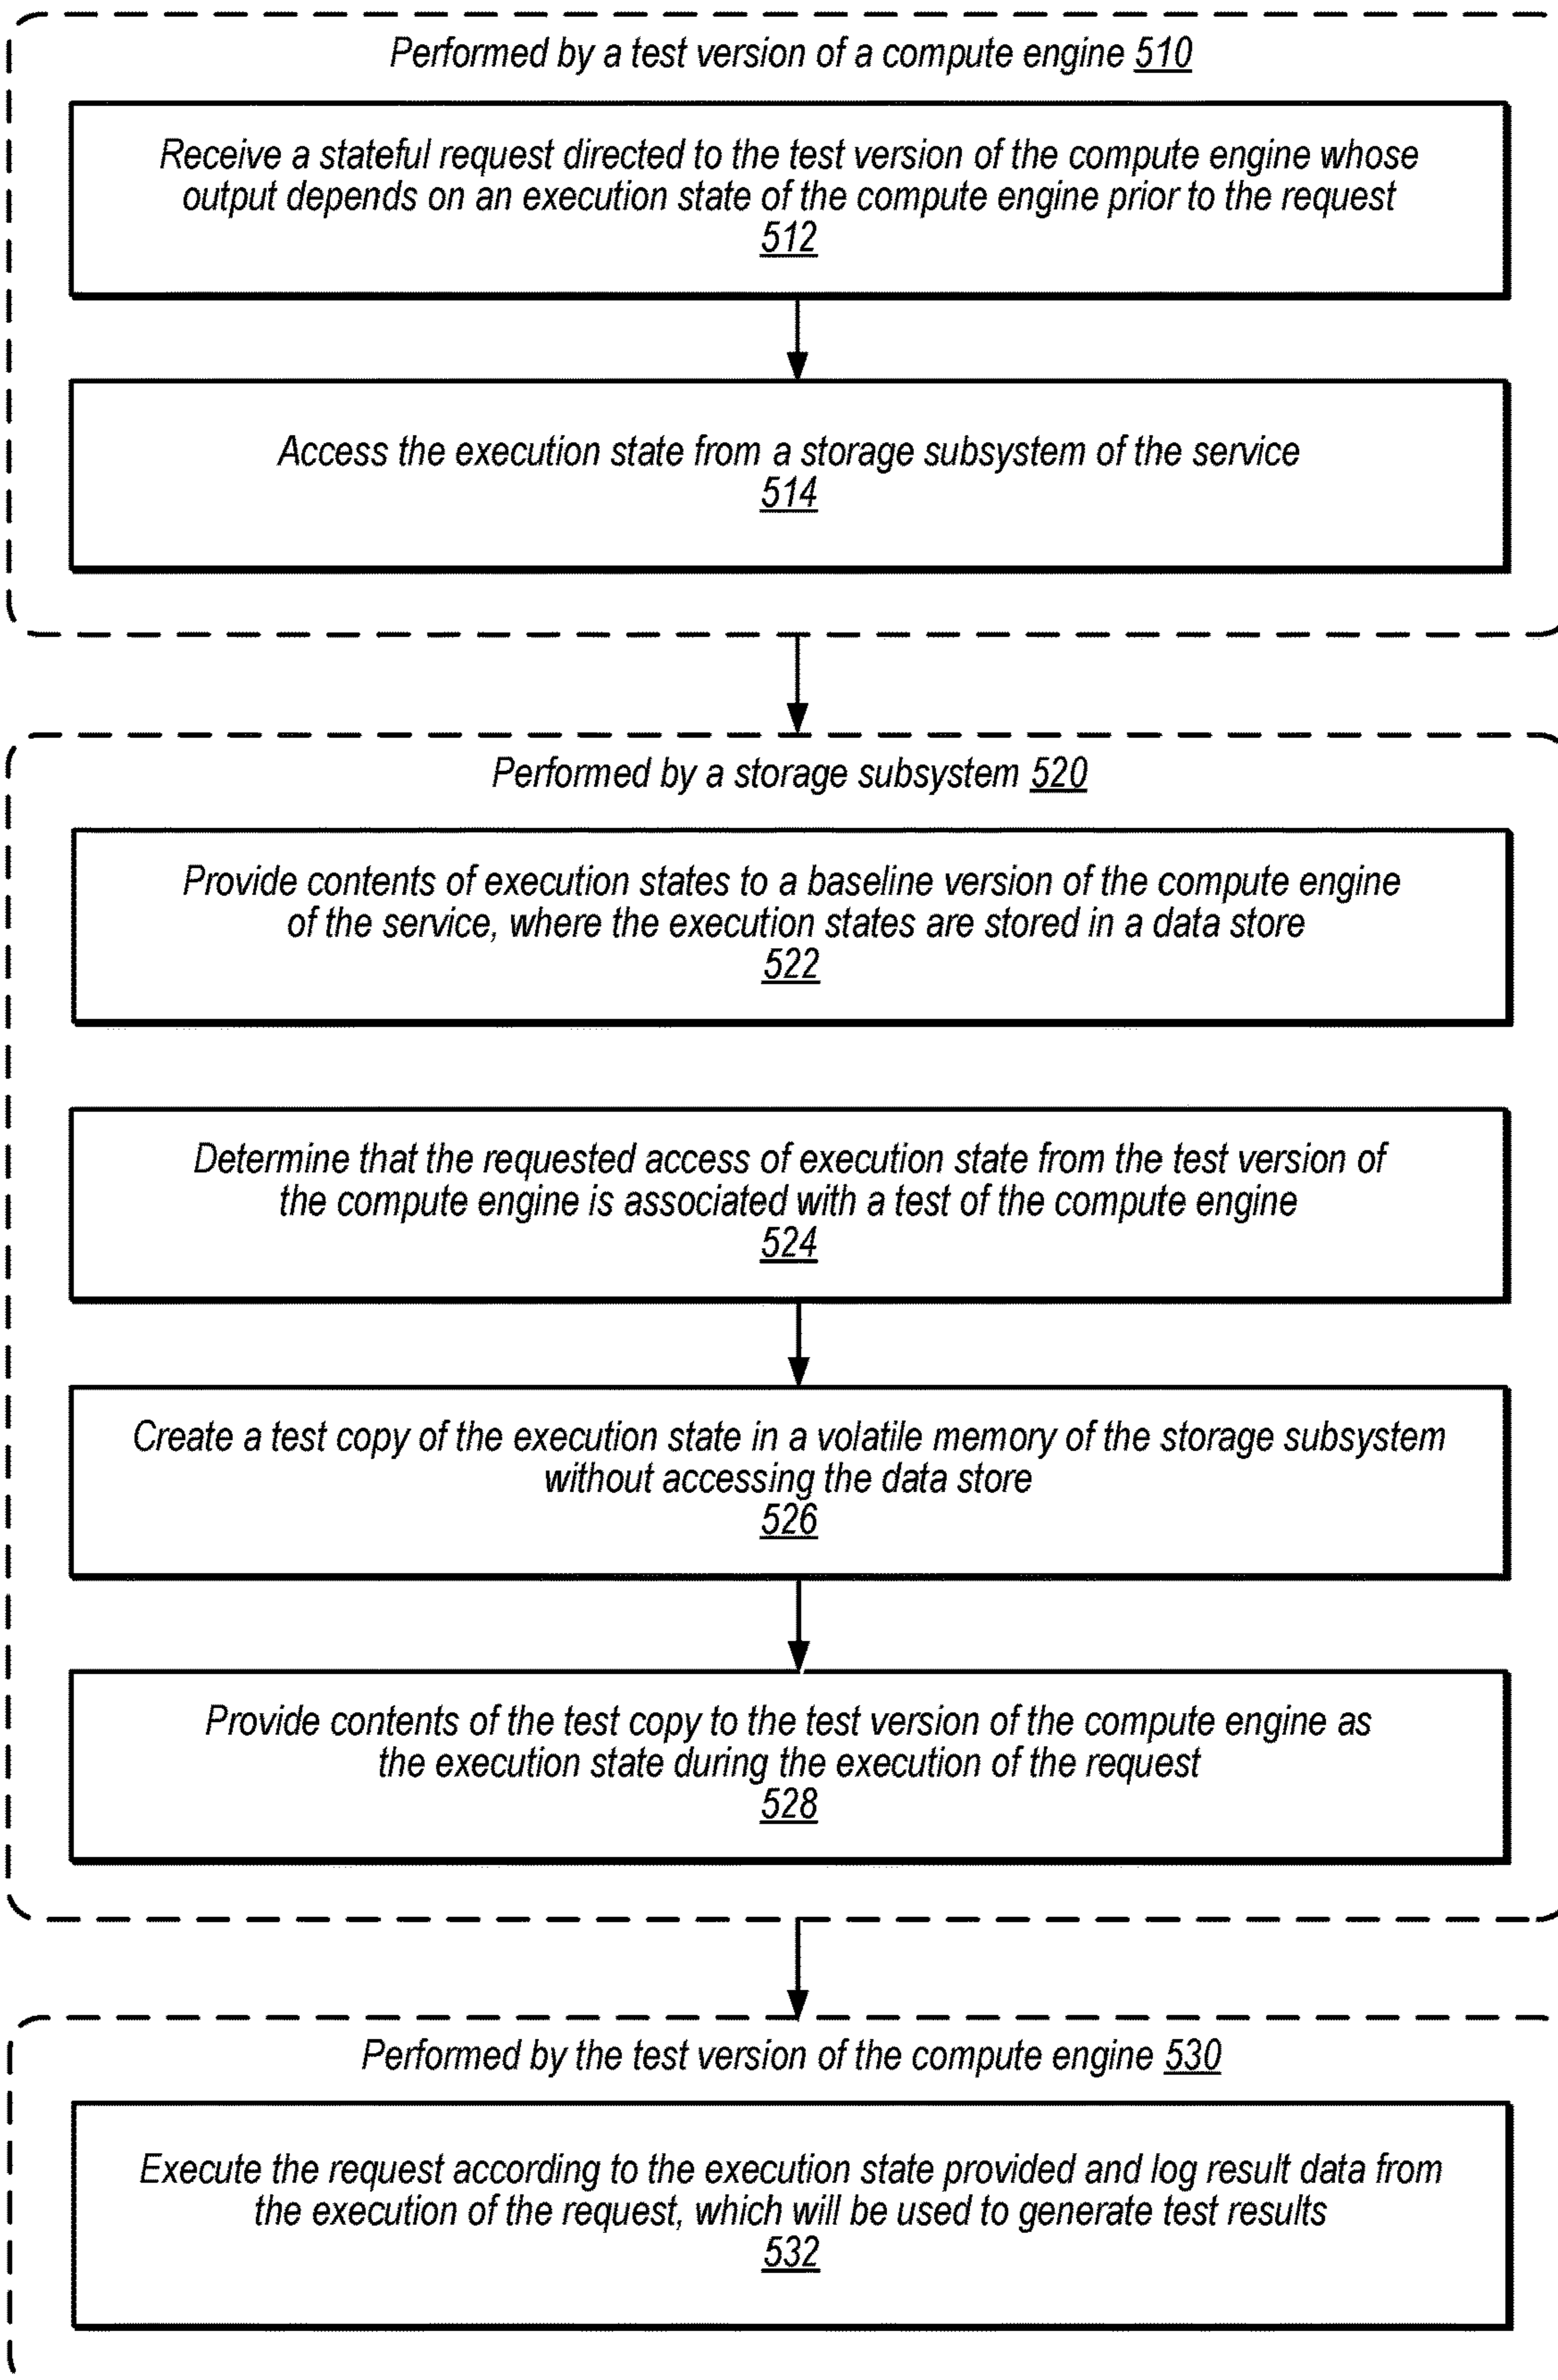 Performed by a test version of a compute engine 510
Receive a stateful request directed to the test version of the compute engine whose
output depends on an execution state of the compute engine prior to the request
512
Access the execution state from a storage subsystem of the service
514
Performed by a storage subsystem 520
Provide contents of execution states to a baseline version of the compute engine
of the service, where the execution states are stored in a data store
522
Determine that the requested access of execution state from the test version of
the compute engine is associated with a test of the compute engine
524
Create a test copy of the execution state in a volatile memory of the storage subsystem
without accessing the data store
526
Provide contents of the test copy to the test version of the compute engine as
the execution state during the execution of the request
528
Performed by the test version of the compute engine 530
Execute the request according to the execution state provided and log result data from
the execution of the request, which will be used to generate test results
532